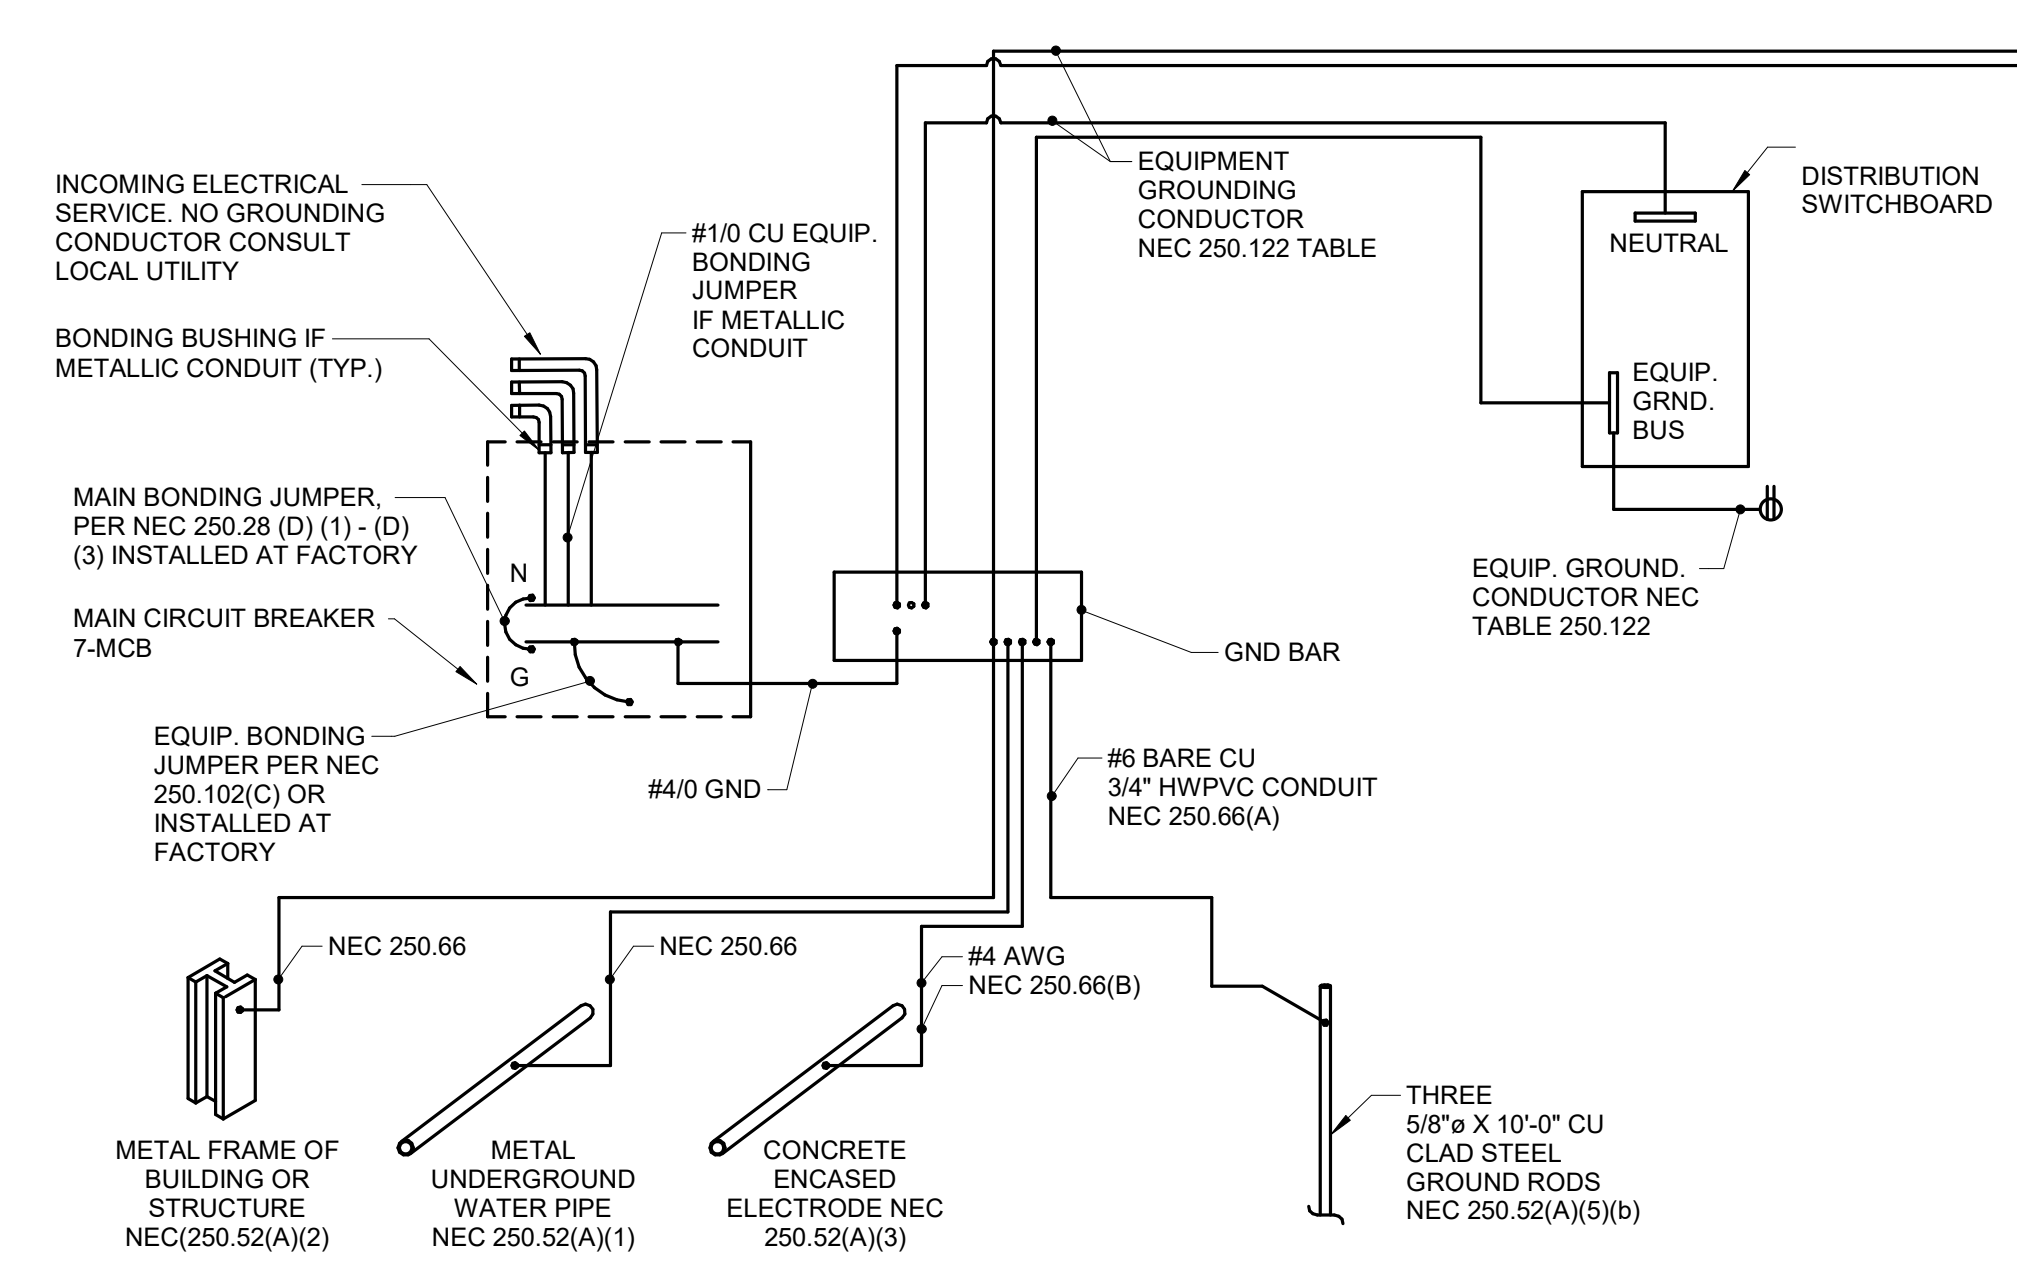 INCOMING ELECTRICAL
SERVICE. NO GROUNDING
CONDUCTOR CONSULT
LOCAL UTILITY
BONDING BUSHING IF
METALLIC CONDUIT (TYP.)
MAIN BONDING JUMPER,
PER NEC 250.28 (D) (1) - (D)
(3) INSTALLED AT FACTORY
MAIN CIRCUIT BREAKER
7-MCB
EQUIP. BONDING
JUMPER PER NEC
250.102(C) OR
INSTALLED AT
FACTORY
N
G
#1/0 CU EQUIP.
BONDING
JUMPER
IF METALLIC
CONDUIT
#4/0 GND
EQUIPMENT
GROUNDING
CONDUCTOR
NEC 250.122 TABLE
DISTRIBUTION
SWITCHBOARD
NEUTRAL
EQUIP.
GRND.
BUS
EQUIP. GROUND.
CONDUCTOR NEC
TABLE 250.122
GND BAR
#6 BARE CU
3/4" HWPVC CONDUIT
NEC 250.66(A)
NEC 250.66
NEC 250.66
#4 AWG
NEC 250.66(B)
METAL FRAME OF
BUILDING OR
STRUCTURE
NEC(250.52(A)(2)
METAL
UNDERGROUND
WATER PIPE
NEC 250.52(A)(1)
CONCRETE
ENCASED
ELECTRODE NEC
250.52(A)(3)
THREE
5/8"ø X 10'-0" CU
CLAD STEEL
GROUND RODS
NEC 250.52(A)(5)(b)